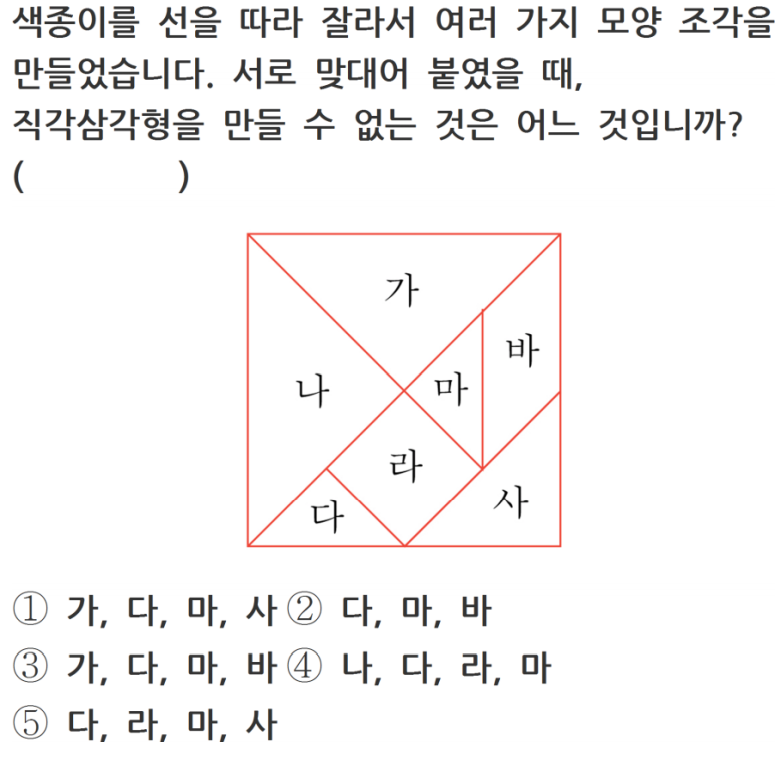 색종이를 선을 따라 잘라서 여러 가지 모양 조각을
만들었습니다. 서로 맞대어 붙였을 때,
직각삼각형을 만들 수 없는 것은 어느 것입니까?
( )
가
나
바
마
라
다
사
① 가, 다, 마, 사 ② 다, 마, 바
③ 가, 다, 마, 바 ④ 나, 다, 라, 마
⑤ 다, 라, 마, 사